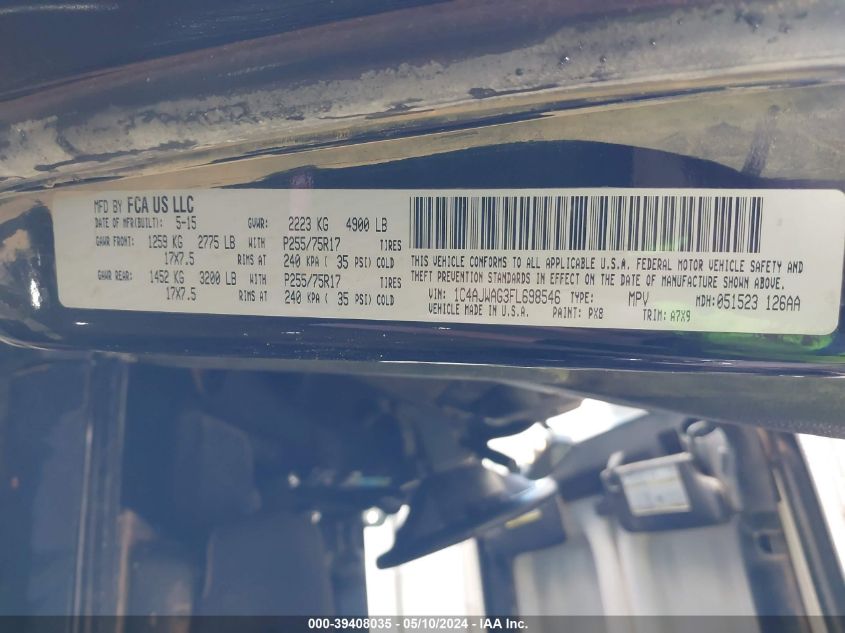 MFD BY FCA US LLC
DATE OF MFR(BUILT): 5-15 GVWR: 2223 KG 4900 LB
GAWR FRONT: 1259 KG 2775 LB WITH P255/75R17 TIRES
17X7.5 RIMS AT 240 KPA ( 35 PSI) COLD
GAWR REAR: 1452 KG 3200 LB WITH P255/75R17 TIRES
17X7.5 RIMS AT 240 KPA ( 35 PSI) COLD
THIS VEHICLE CONFORMS TO ALL APPLICABLE U.S.A. FEDERAL MOTOR VEHICLE SAFETY AND
THEFT PREVENTION STANDARDS IN EFFECT ON THE DATE OF MANUFACTURE SHOWN ABOVE.
VIN: 1C4AJWAG3FL698546 TYPE: MPV MDH: 051523 126AA
VEHICLE MADE IN U.S.A. PAINT: PX8 TRIM: A7X9
000-39408035 - 05/10/2024 - IAA Inc.